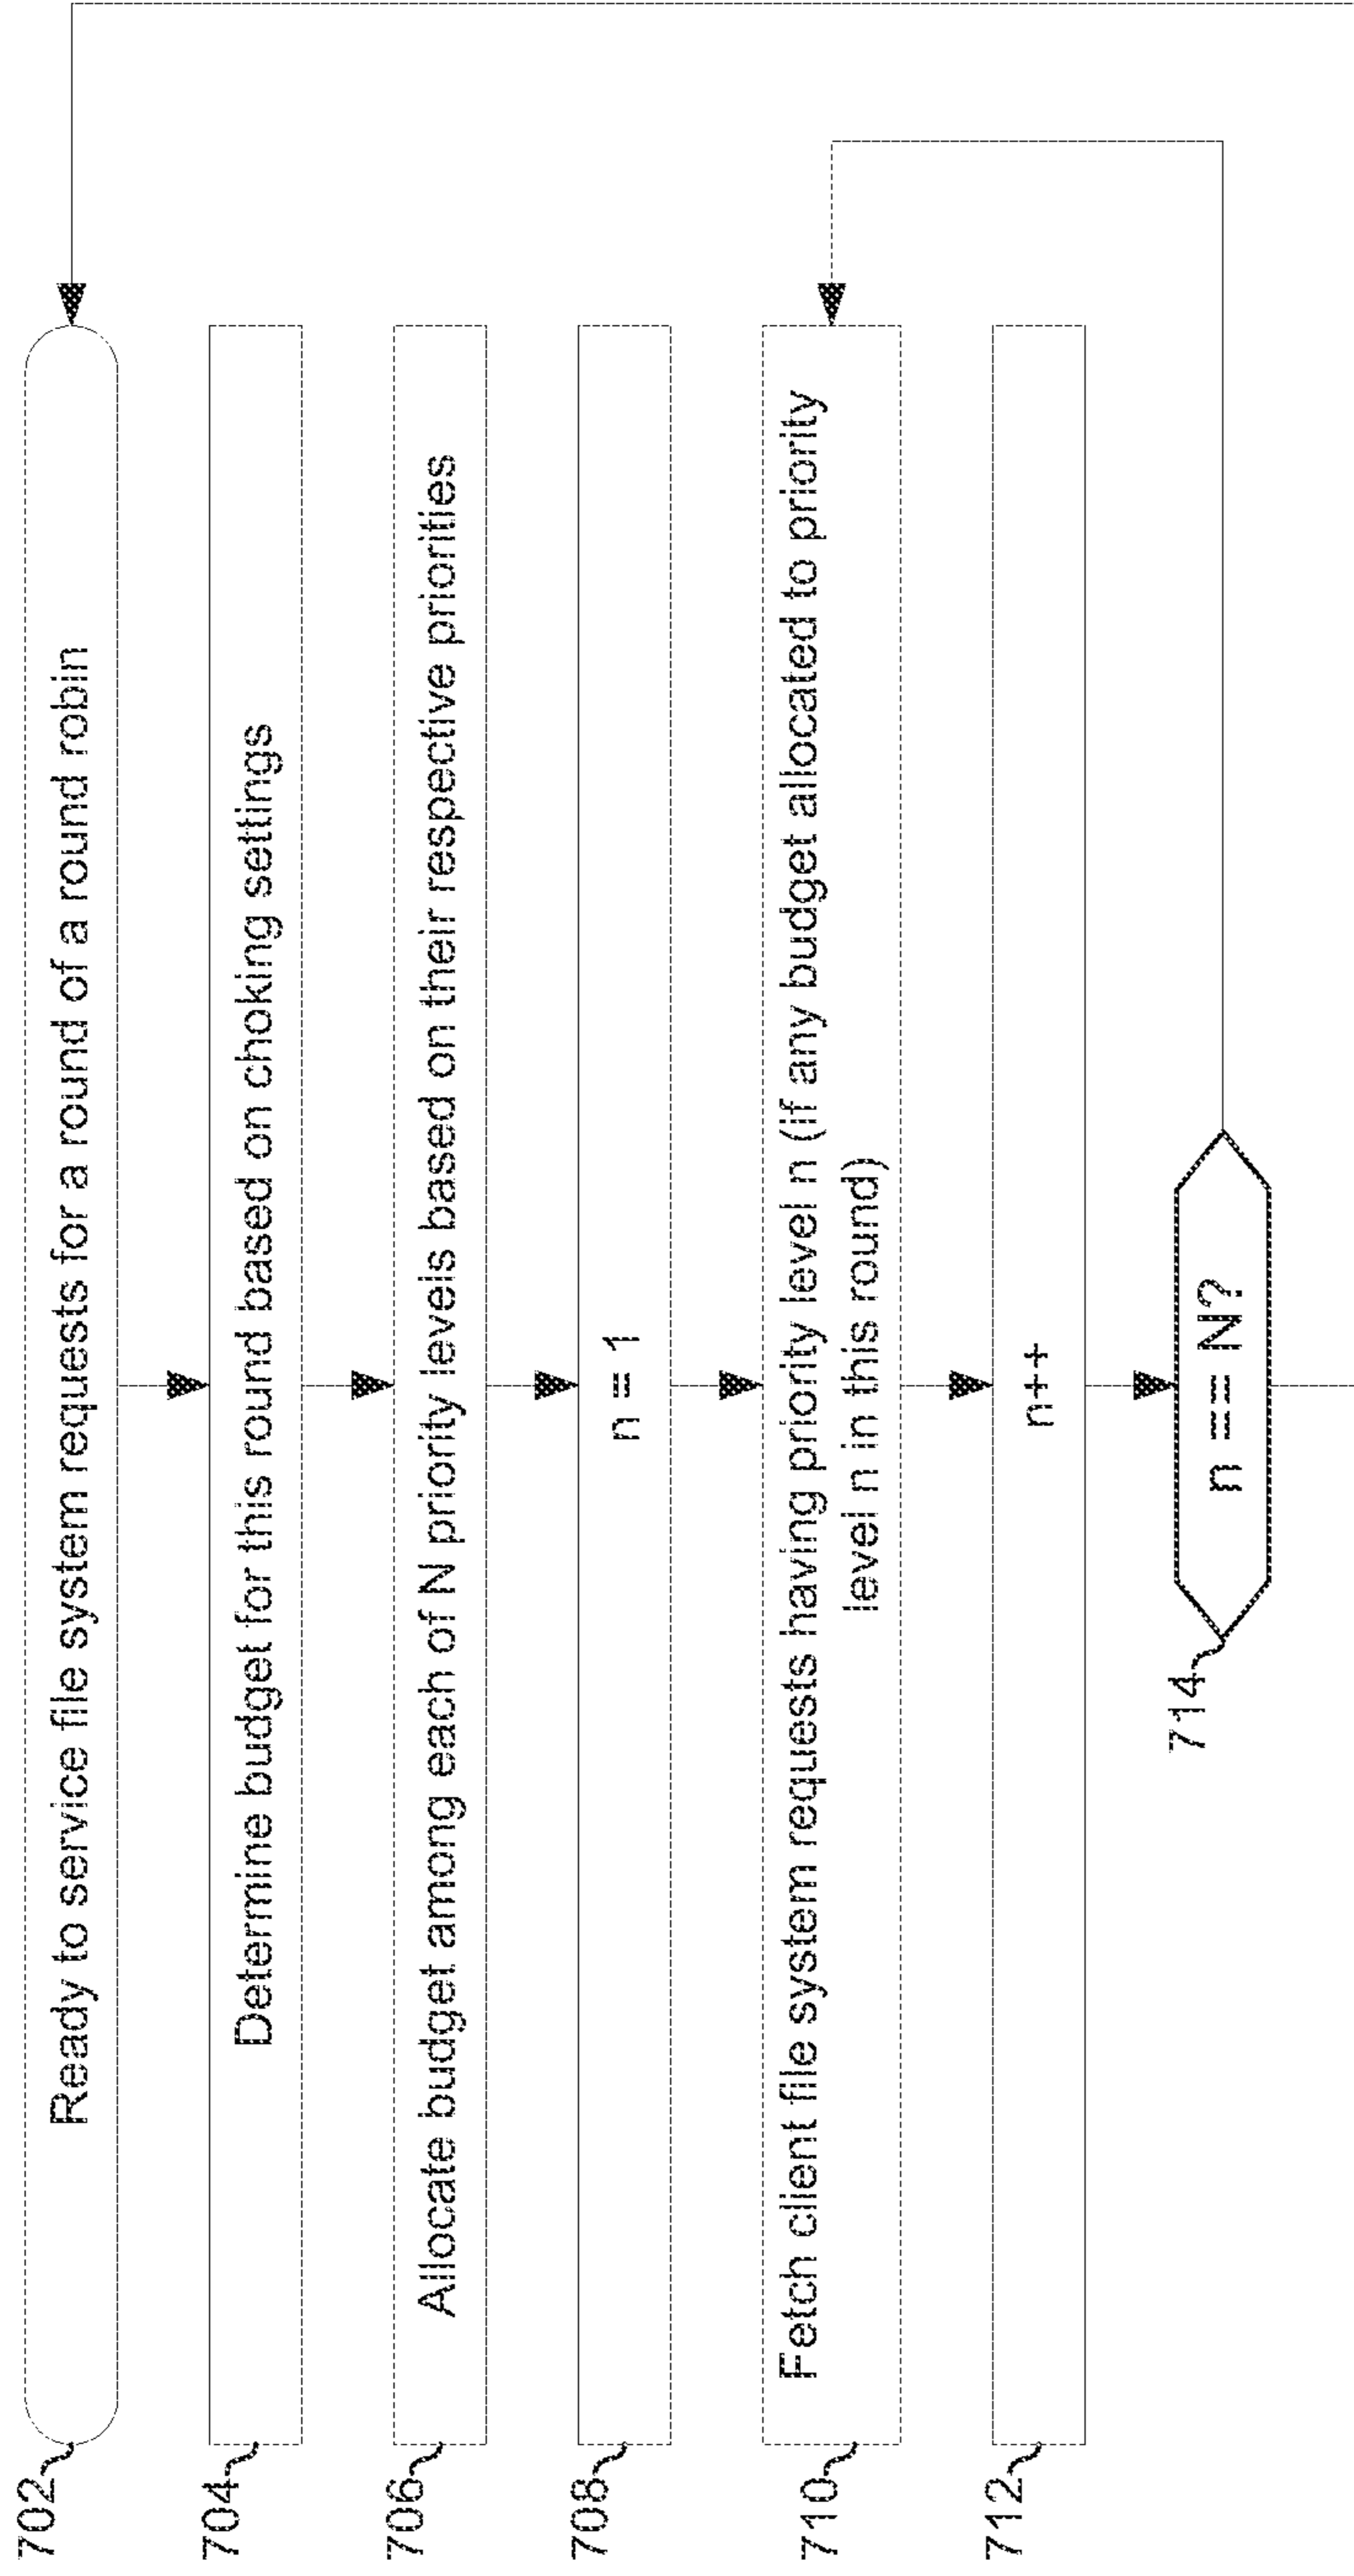 702
Ready to service file system requests for a round of a round robin
704
Determine budget for this round based on choking settings
706
Allocate budget among each of N priority levels based on their respective priorities
708
n = 1
710
Fetch client file system requests having priority level n (if any budget allocated to priority
level n in this round)
712
n++
714
n == N?